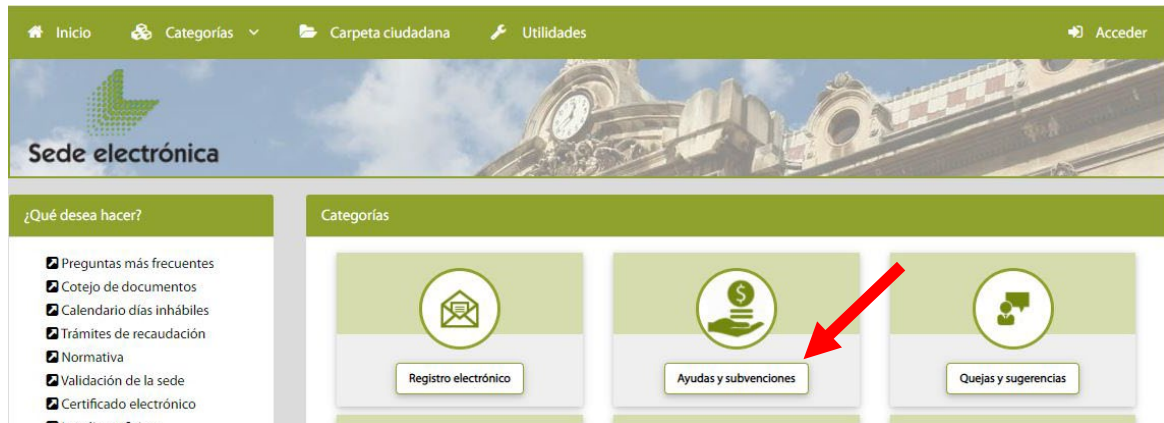 Inicio
Categorías
Carpeta ciudadana
Utilidades
Acceder
Sede electrónica
¿Qué desea hacer?
Preguntas más frecuentes
Cotejo de documentos
Calendario días inhábiles
Trámites de recaudación
Normativa
Validación de la sede
Certificado electrónico
Categorías
Registro electrónico
Ayudas y subvenciones
Quejas y sugerencias